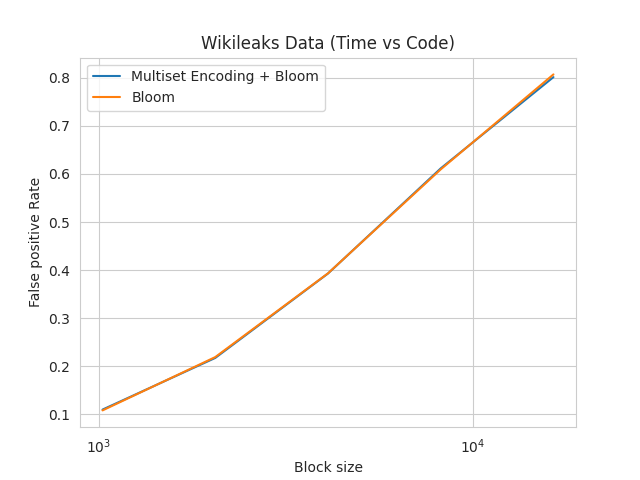 Wikileaks Data (Time vs Code)
Multiset Encoding + Bloom
Bloom
False positive Rate
0.8
0.7
0.6
0.5
0.4
0.3
0.2
0.1
10³
10⁴
Block size